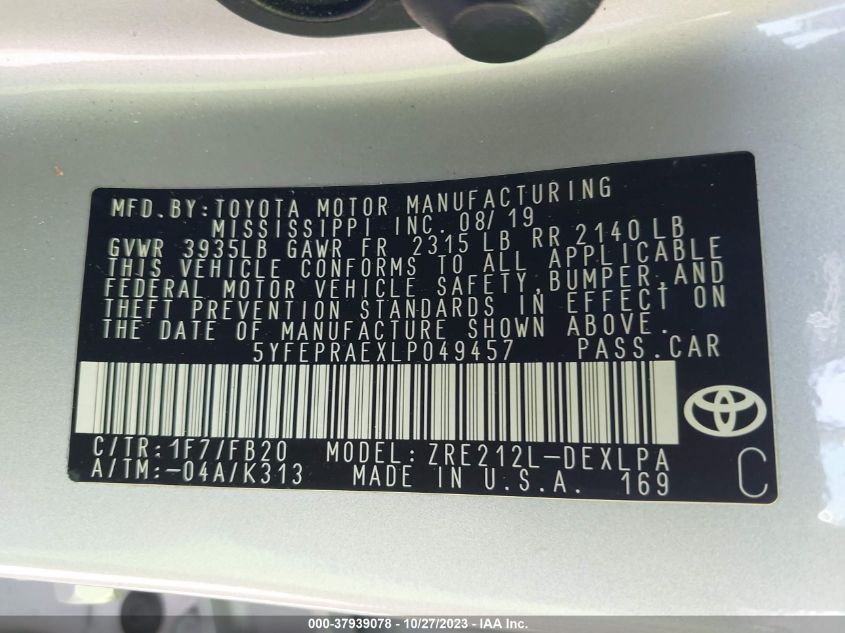 MFD.BY:TOYOTA MOTOR MANUFACTURING
MISSISSIPPI INC. 08/19
GVWR 3935LB GAWR FR 2315 LB RR 2140 LB
THIS VEHICLE CONFORMS TO ALL APPLICABLE
FEDERAL MOTOR VEHICLE SAFETY,BUMPER,AND
THEFT PREVENTION STANDARDS IN EFFECT ON
THE DATE OF MANUFACTURE SHOWN ABOVE.
5YFEPRAEXLP049457 PASS.CAR
C/TR:1F7/FB20 MODEL:ZRE212L-DEXLPA
A/TM:-04A/K313 MADE IN U.S.A. 169
C
000-37939078 - 10/27/2023 - IAA Inc.